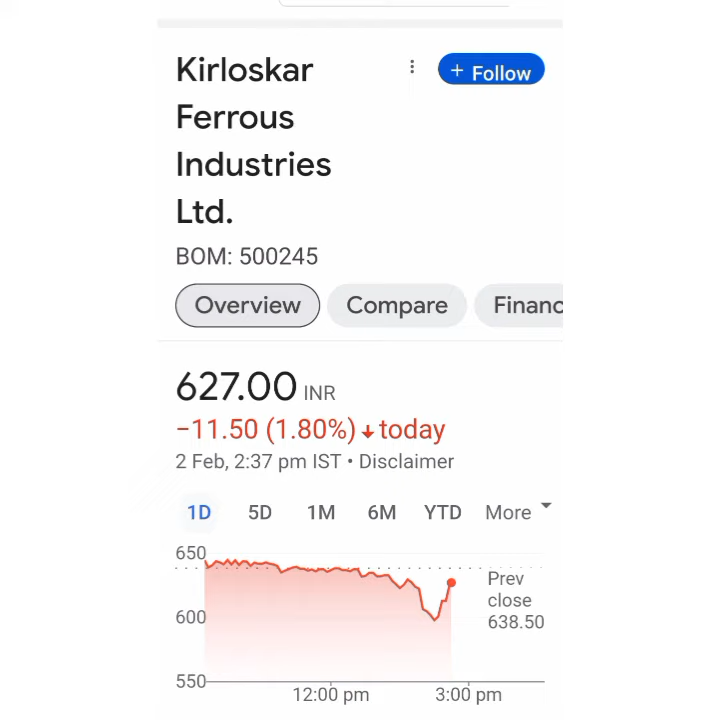 Kirloskar
Ferrous
Industries
Ltd.
+ Follow
BOM: 500245
Overview Compare Financ
627.00 INR
−11.50 (1.80%) ↓ today
2 Feb, 2:37 pm IST • Disclaimer
1D 5D 1M 6M YTD More
650
600
550
Prev
close
638.50
12:00 pm 3:00 pm